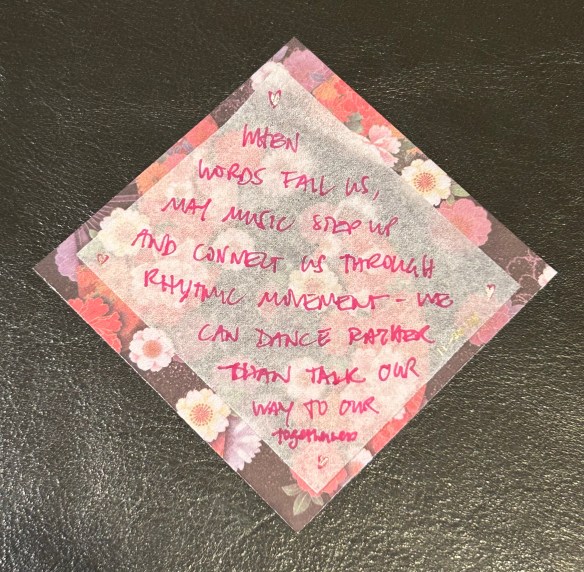 WHEN
WORDS FAIL US,
MAY MUSIC STEP UP
AND CONNECT US THROUGH
RHYTMIC MOVEMENT - WE
CAN DANCE RATHER
THAN TALK OUR
WAY TO OUR
togetherness